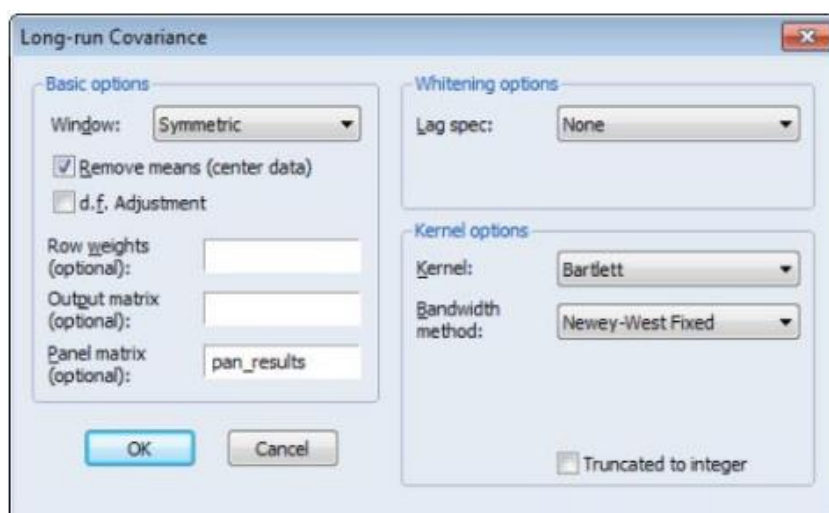 Long-run Covariance
Basic options
Window: Symmetric
Remove means (center data)
d.f. Adjustment
Row weights
(optional):
Output matrix
(optional):
Panel matrix
(optional): pan_results
OK Cancel
Whitening options
Lag spec: None
Kernel options
Kernel: Bartlett
Bandwidth
method: Newey-West Fixed
Truncated to integer